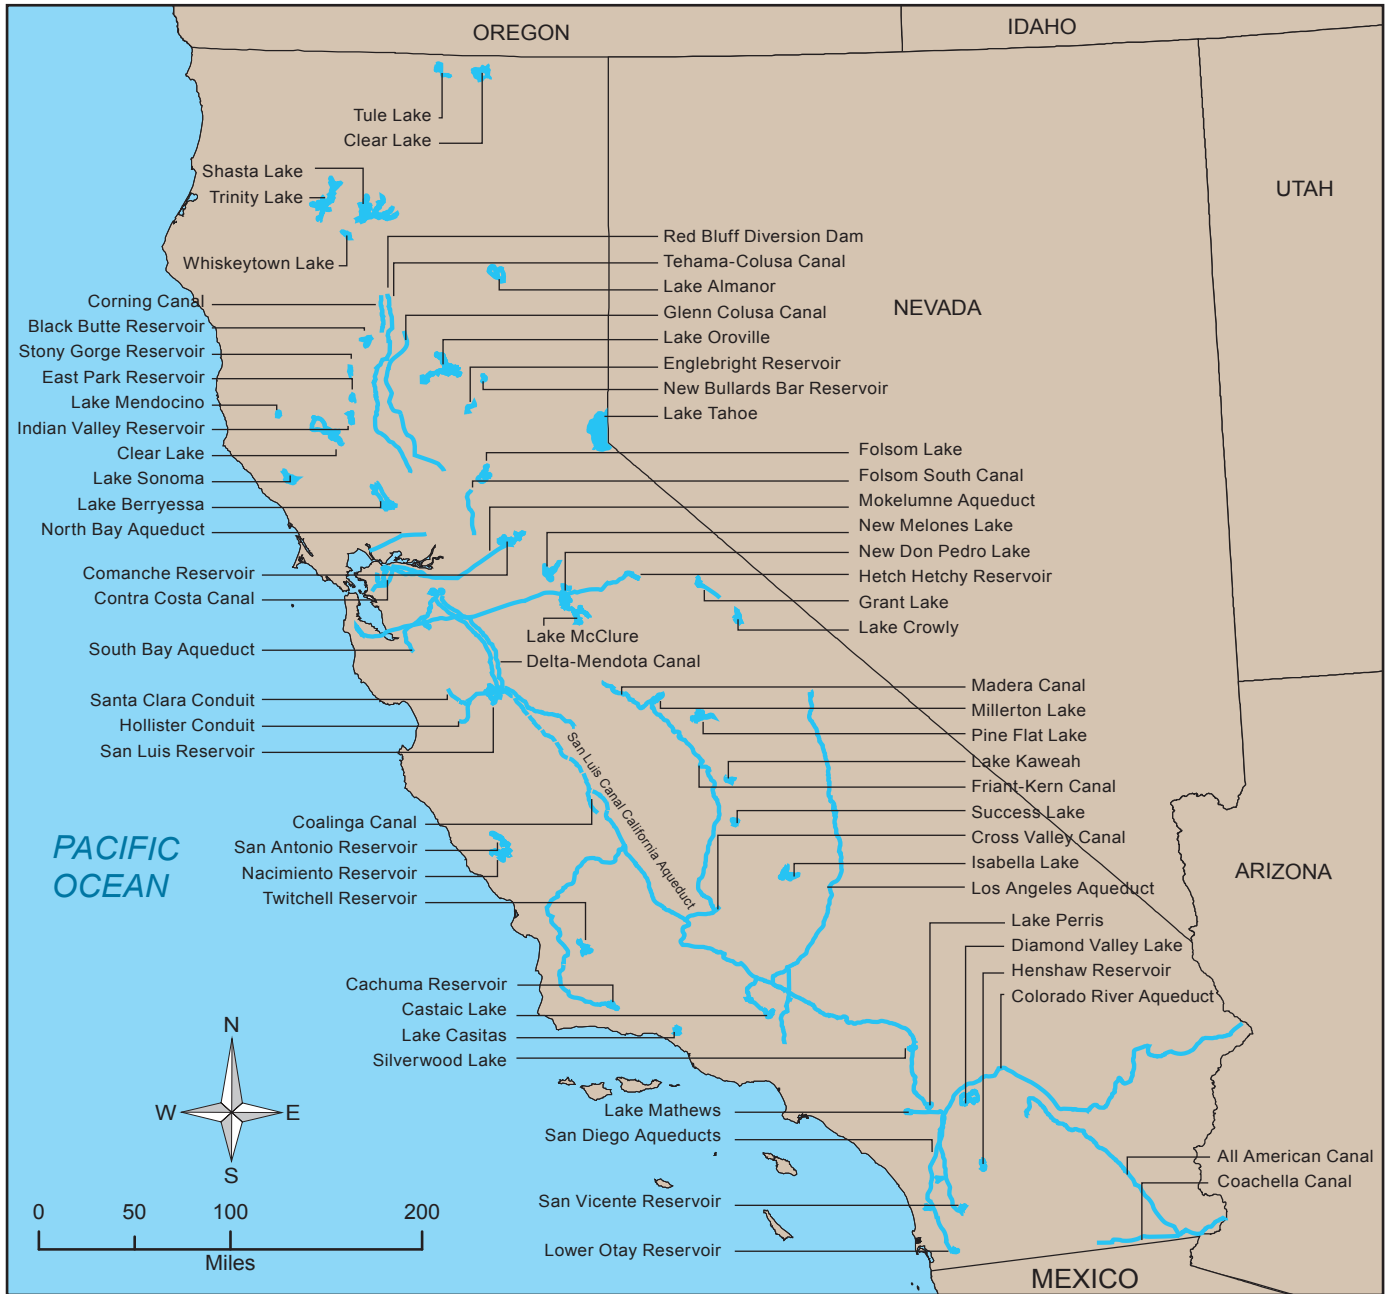 OREGON
IDAHO
Tule Lake
Clear Lake
Shasta Lake
Trinity Lake
UTAH
Whiskeytown Lake
Red Bluff Diversion Dam
Tehama-Colusa Canal
Lake Almanor
NEVADA
Corning Canal
Glenn Colusa Canal
Black Butte Reservoir
Lake Oroville
Stony Gorge Reservoir
Englebright Reservoir
East Park Reservoir
New Bullards Bar Reservoir
Lake Mendocino
Lake Tahoe
Indian Valley Reservoir
Clear Lake
Folsom Lake
Lake Sonoma
Folsom South Canal
Lake Berryessa
Mokelumne Aqueduct
North Bay Aqueduct
New Melones Lake
New Don Pedro Lake
Comanche Reservoir
Hetch Hetchy Reservoir
Contra Costa Canal
Grant Lake
Lake Crowly
Lake McClure
South Bay Aqueduct
Delta-Mendota Canal
Santa Clara Conduit
Madera Canal
Hollister Conduit
Millerton Lake
San Luis Reservoir
Pine Flat Lake
Lake Kaweah
Friant-Kern Canal
San Luis Canal California Aqueduct
Success Lake
Coalinga Canal
Cross Valley Canal
San Antonio Reservoir
Isabella Lake
Nacimiento Reservoir
Los Angeles Aqueduct
Twitchell Reservoir
PACIFIC
OCEAN
ARIZONA
Lake Perris
Diamond Valley Lake
Henshaw Reservoir
Colorado River Aqueduct
Cachuma Reservoir
Castaic Lake
Lake Casitas
Silverwood Lake
N
W
E
S
Lake Mathews
San Diego Aqueducts
All American Canal
Coachella Canal
San Vicente Reservoir
Lower Otay Reservoir
0 50 100 200
Miles
MEXICO